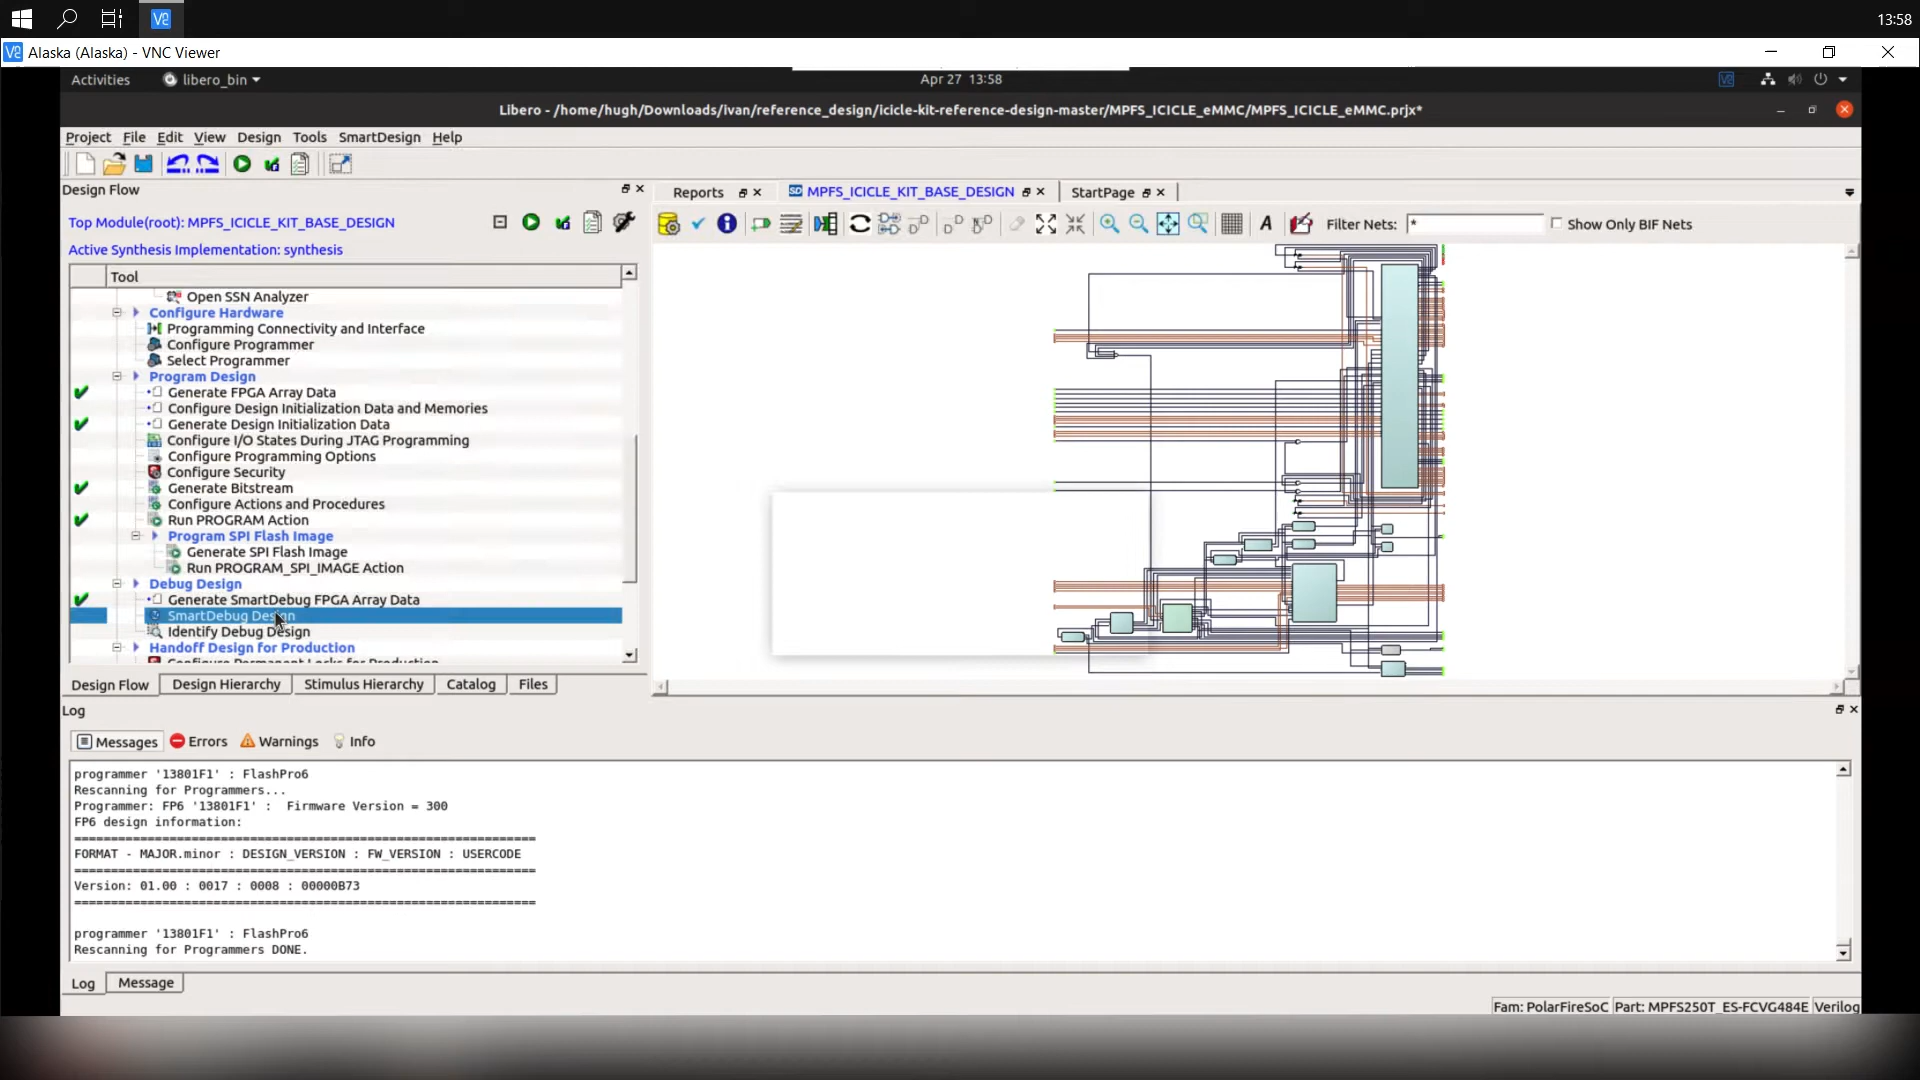 13:58
Alaska (Alaska) - VNC Viewer
Activities libero_bin Apr 27 13:58
Libero - /home/hugh/Downloads/ivan/reference_design/icicle-kit-reference-design-master/MPFS_ICICLE_eMMC/MPFS_ICICLE_eMMC.prjx*
Project File Edit View Design Tools SmartDesign Help
Design Flow
Reports MPFS_ICICLE_KIT_BASE_DESIGN StartPage
Top Module(root): MPFS_ICICLE_KIT_BASE_DESIGN
Filter Nets: * Show Only BIF Nets
Active Synthesis Implementation: synthesis
Tool
Open SSN Analyzer
Configure Hardware
Programming Connectivity and Interface
Configure Programmer
Select Programmer
Program Design
Generate FPGA Array Data
Configure Design Initialization Data and Memories
Generate Design Initialization Data
Configure I/O States During JTAG Programming
Configure Programming Options
Configure Security
Generate Bitstream
Configure Actions and Procedures
Run PROGRAM Action
Program SPI Flash Image
Generate SPI Flash Image
Run PROGRAM_SPI_IMAGE Action
Debug Design
Generate SmartDebug FPGA Array Data
SmartDebug Design
Identify Debug Design
Handoff Design for Production
Configure Permanent Locks for Production
Design Flow Design Hierarchy Stimulus Hierarchy Catalog Files
Log
Messages Errors Warnings Info
programmer '13801F1' : FlashPro6
Rescanning for Programmers...
Programmer: FP6 '13801F1' : Firmware Version = 300
FP6 design information:
=============================================================
FORMAT - MAJOR.minor : DESIGN_VERSION : FW_VERSION : USERCODE
=============================================================
Version: 01.00 : 0017 : 0008 : 00000B73
=============================================================
programmer '13801F1' : FlashPro6
Rescanning for Programmers DONE.
Log Message
Fam: PolarFireSoC Part: MPFS250T_ES-FCVG484E Verilog